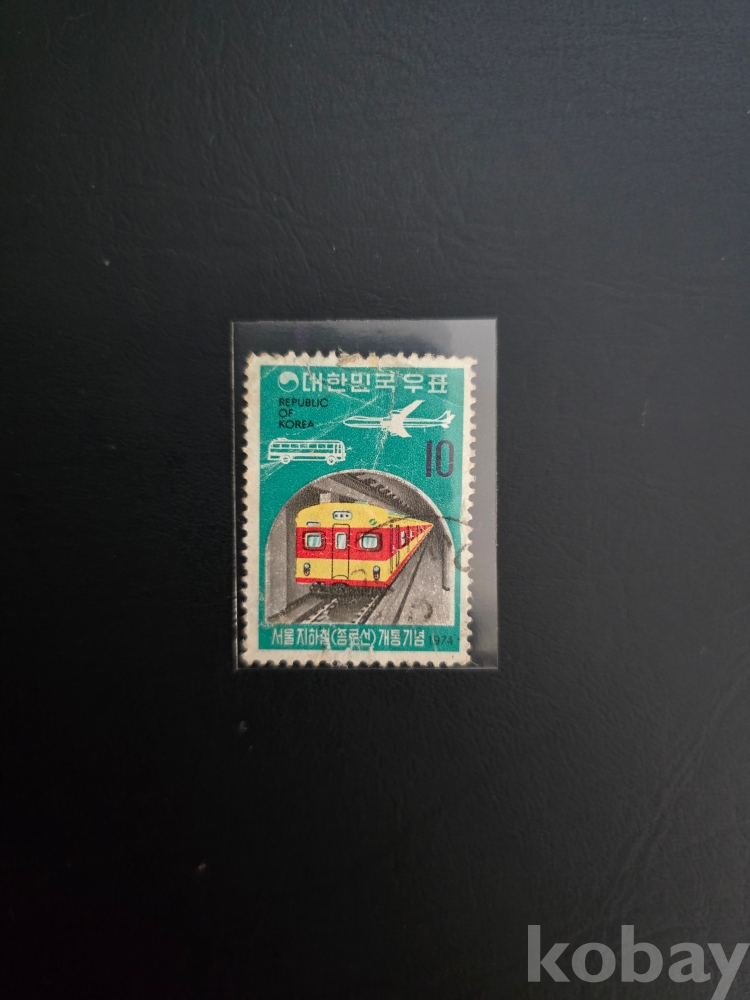 대한민국우표
REPUBLIC
OF
KOREA
10
서울 지하철(종로선) 개통기념 1974
kobay